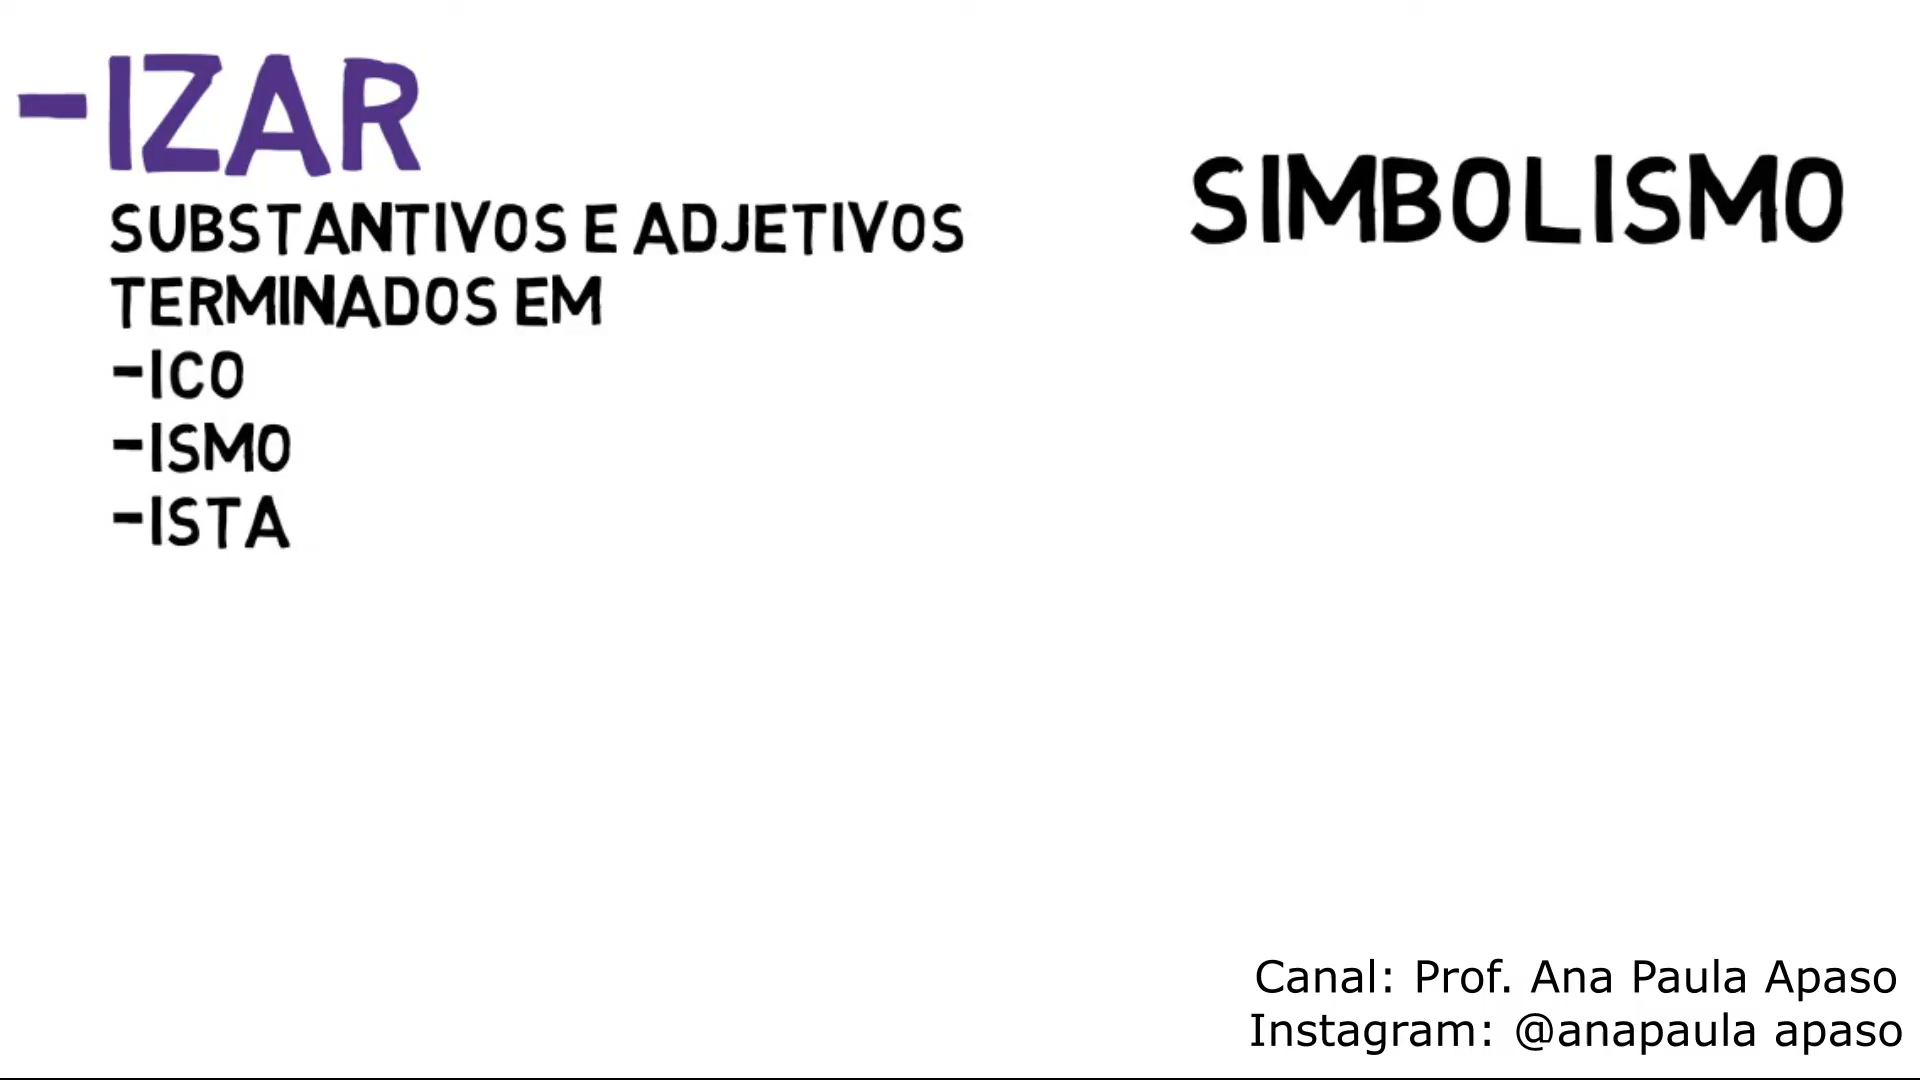 -IZAR
SUBSTANTIVOS E ADJETIVOS
TERMINADOS EM
-ICO
-ISMO
-ISTA
SIMBOLISMO
Canal: Prof. Ana Paula Apaso
Instagram: @anapaula apaso